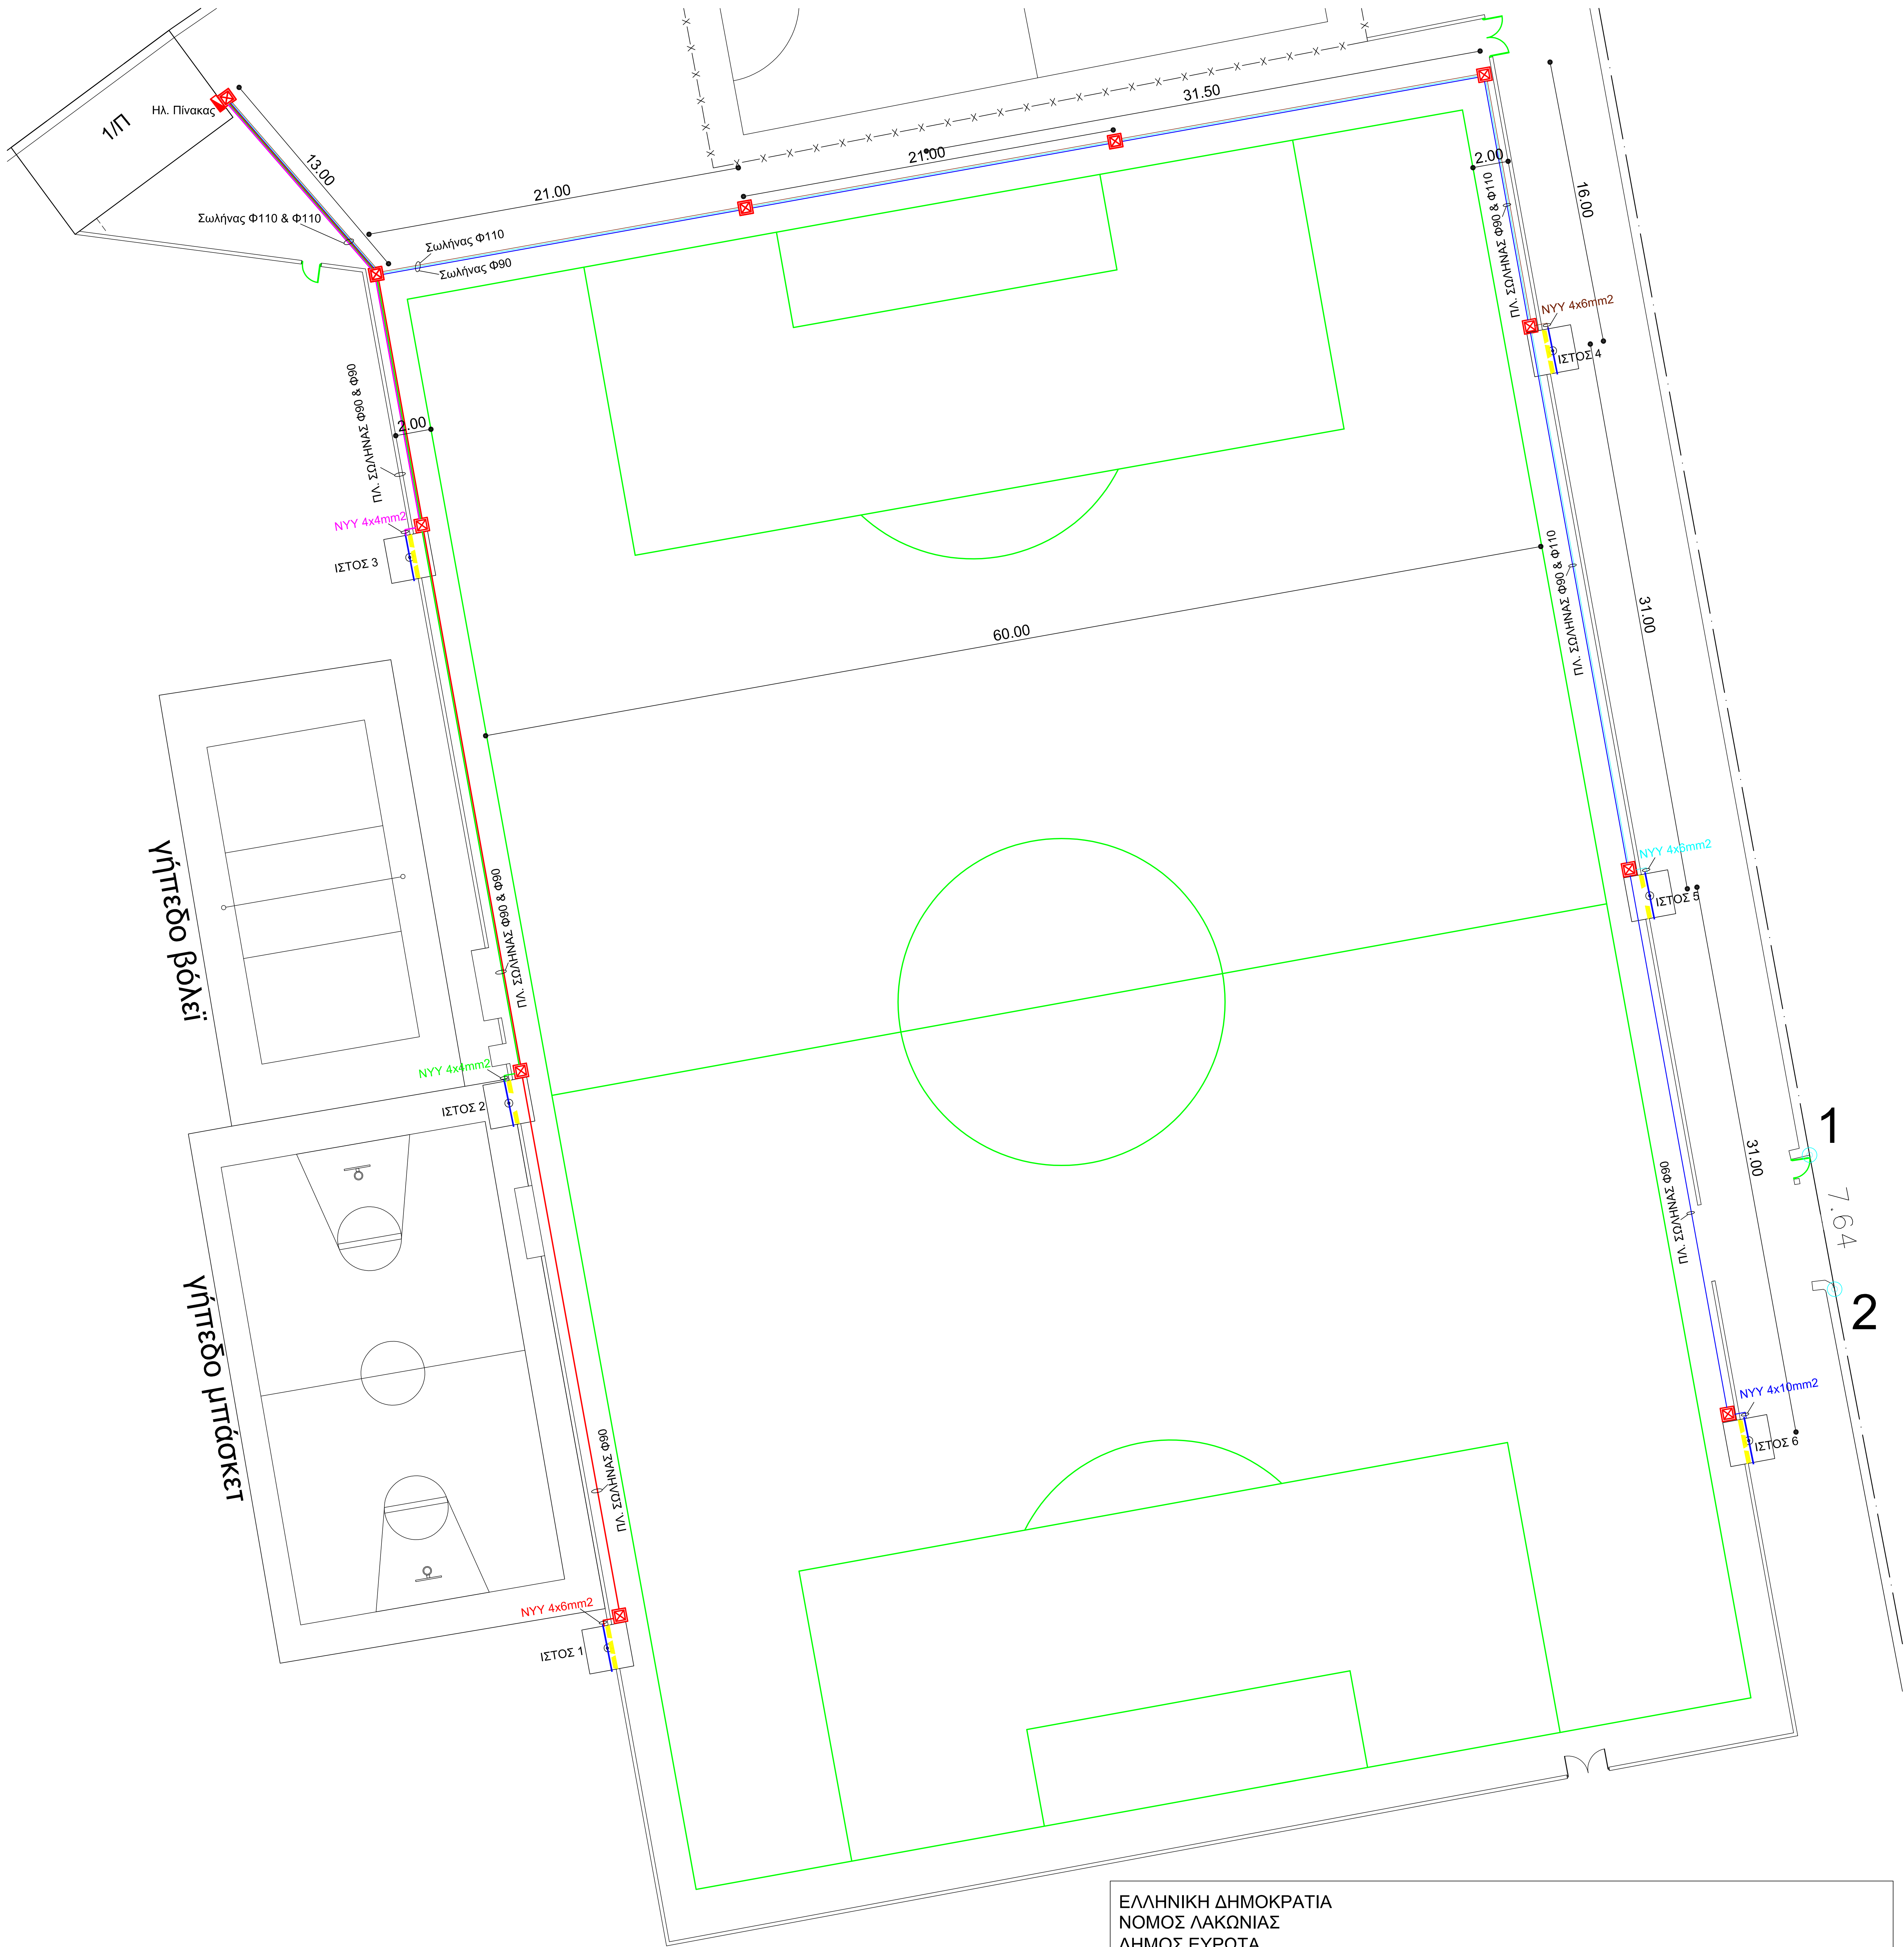 1/Π
Ηλ. Πίνακας
13.00
Σωλήνας Φ110 & Φ110
21.00
Σωλήνας Φ110
Σωλήνας Φ90
21.00
31.50
2.00
16.00
ΠΛ. ΣΩΛΗΝΑΣ Φ90 & Φ110
NYY 4x6mm2
ΙΣΤΟΣ 4
ΠΛ. ΣΩΛΗΝΑΣ Φ90 & Φ90
2.00
NYY 4x4mm2
ΙΣΤΟΣ 3
60.00
ΠΛ. ΣΩΛΗΝΑΣ Φ90 & Φ110
31.00
γήπεδο βόλεϊ
ΠΛ. ΣΩΛΗΝΑΣ Φ90 & Φ90
NYY 4x6mm2
ΙΣΤΟΣ 5
NYY 4x4mm2
ΙΣΤΟΣ 2
1
31.00
7.64
2
ΠΛ. ΣΩΛΗΝΑΣ Φ90
γήπεδο μπάσκετ
NYY 4x10mm2
ΙΣΤΟΣ 6
ΠΛ. ΣΩΛΗΝΑΣ Φ90
NYY 4x6mm2
ΙΣΤΟΣ 1
ΕΛΛΗΝΙΚΗ ΔΗΜΟΚΡΑΤΙΑ
ΝΟΜΟΣ ΛΑΚΩΝΙΑΣ
ΔΗΜΟΣ ΕΥΡΩΤΑ